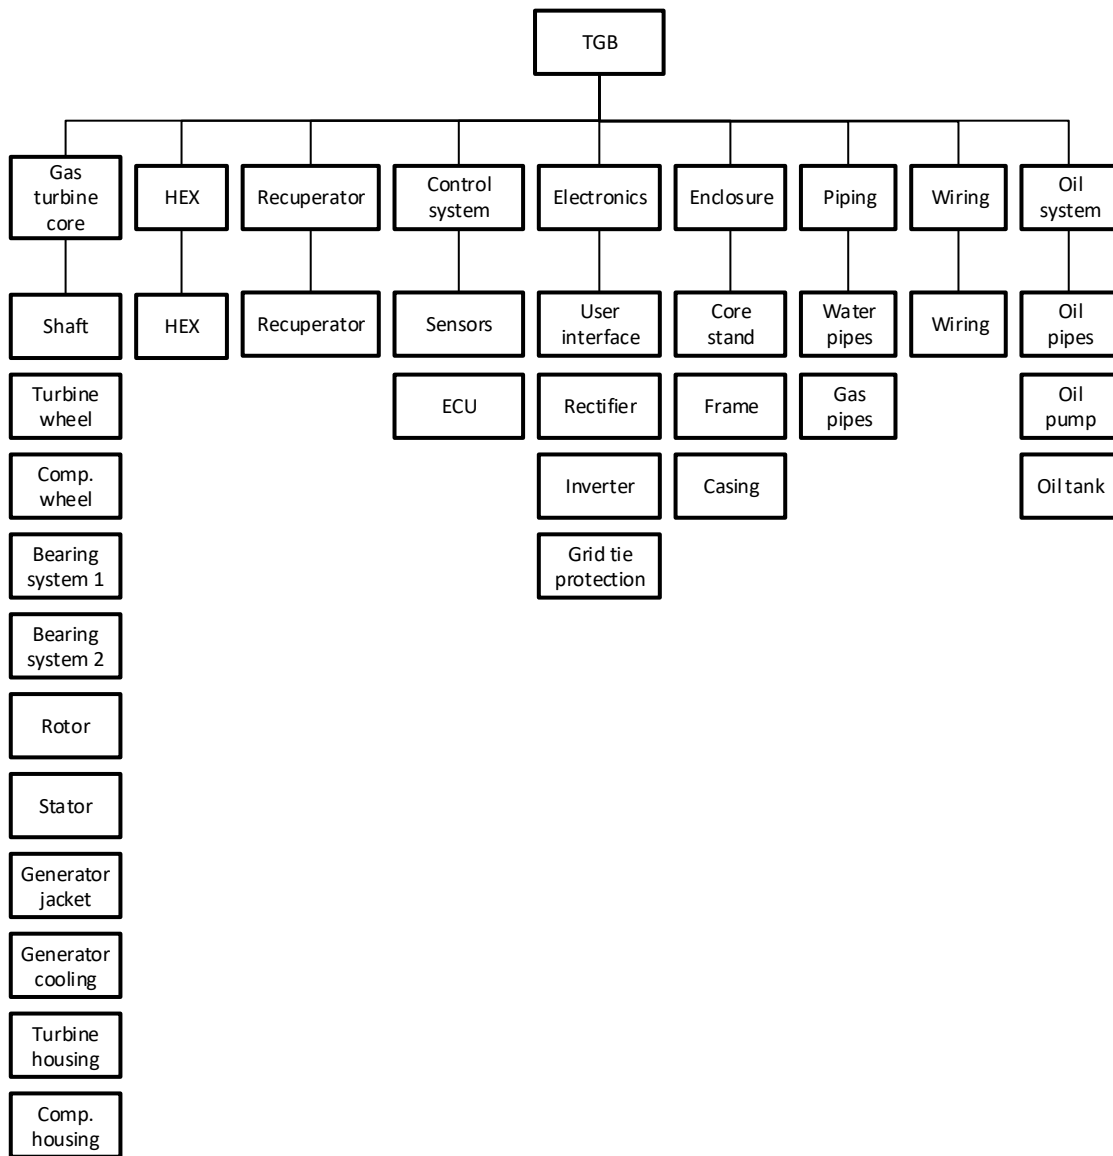 TGB
Gas
turbine
core
HEX
Recuperator
Control
system
Electronics
Enclosure
Piping
Wiring
Oil
system
Shaft
HEX
Recuperator
Sensors
User
interface
Core
stand
Water
pipes
Wiring
Oil
pipes
Turbine
wheel
ECU
Rectifier
Frame
Gas
pipes
Oil
pump
Comp.
wheel
Inverter
Casing
Oil tank
Bearing
system 1
Grid tie
protection
Bearing
system 2
Rotor
Stator
Generator
jacket
Generator
cooling
Turbine
housing
Comp.
housing